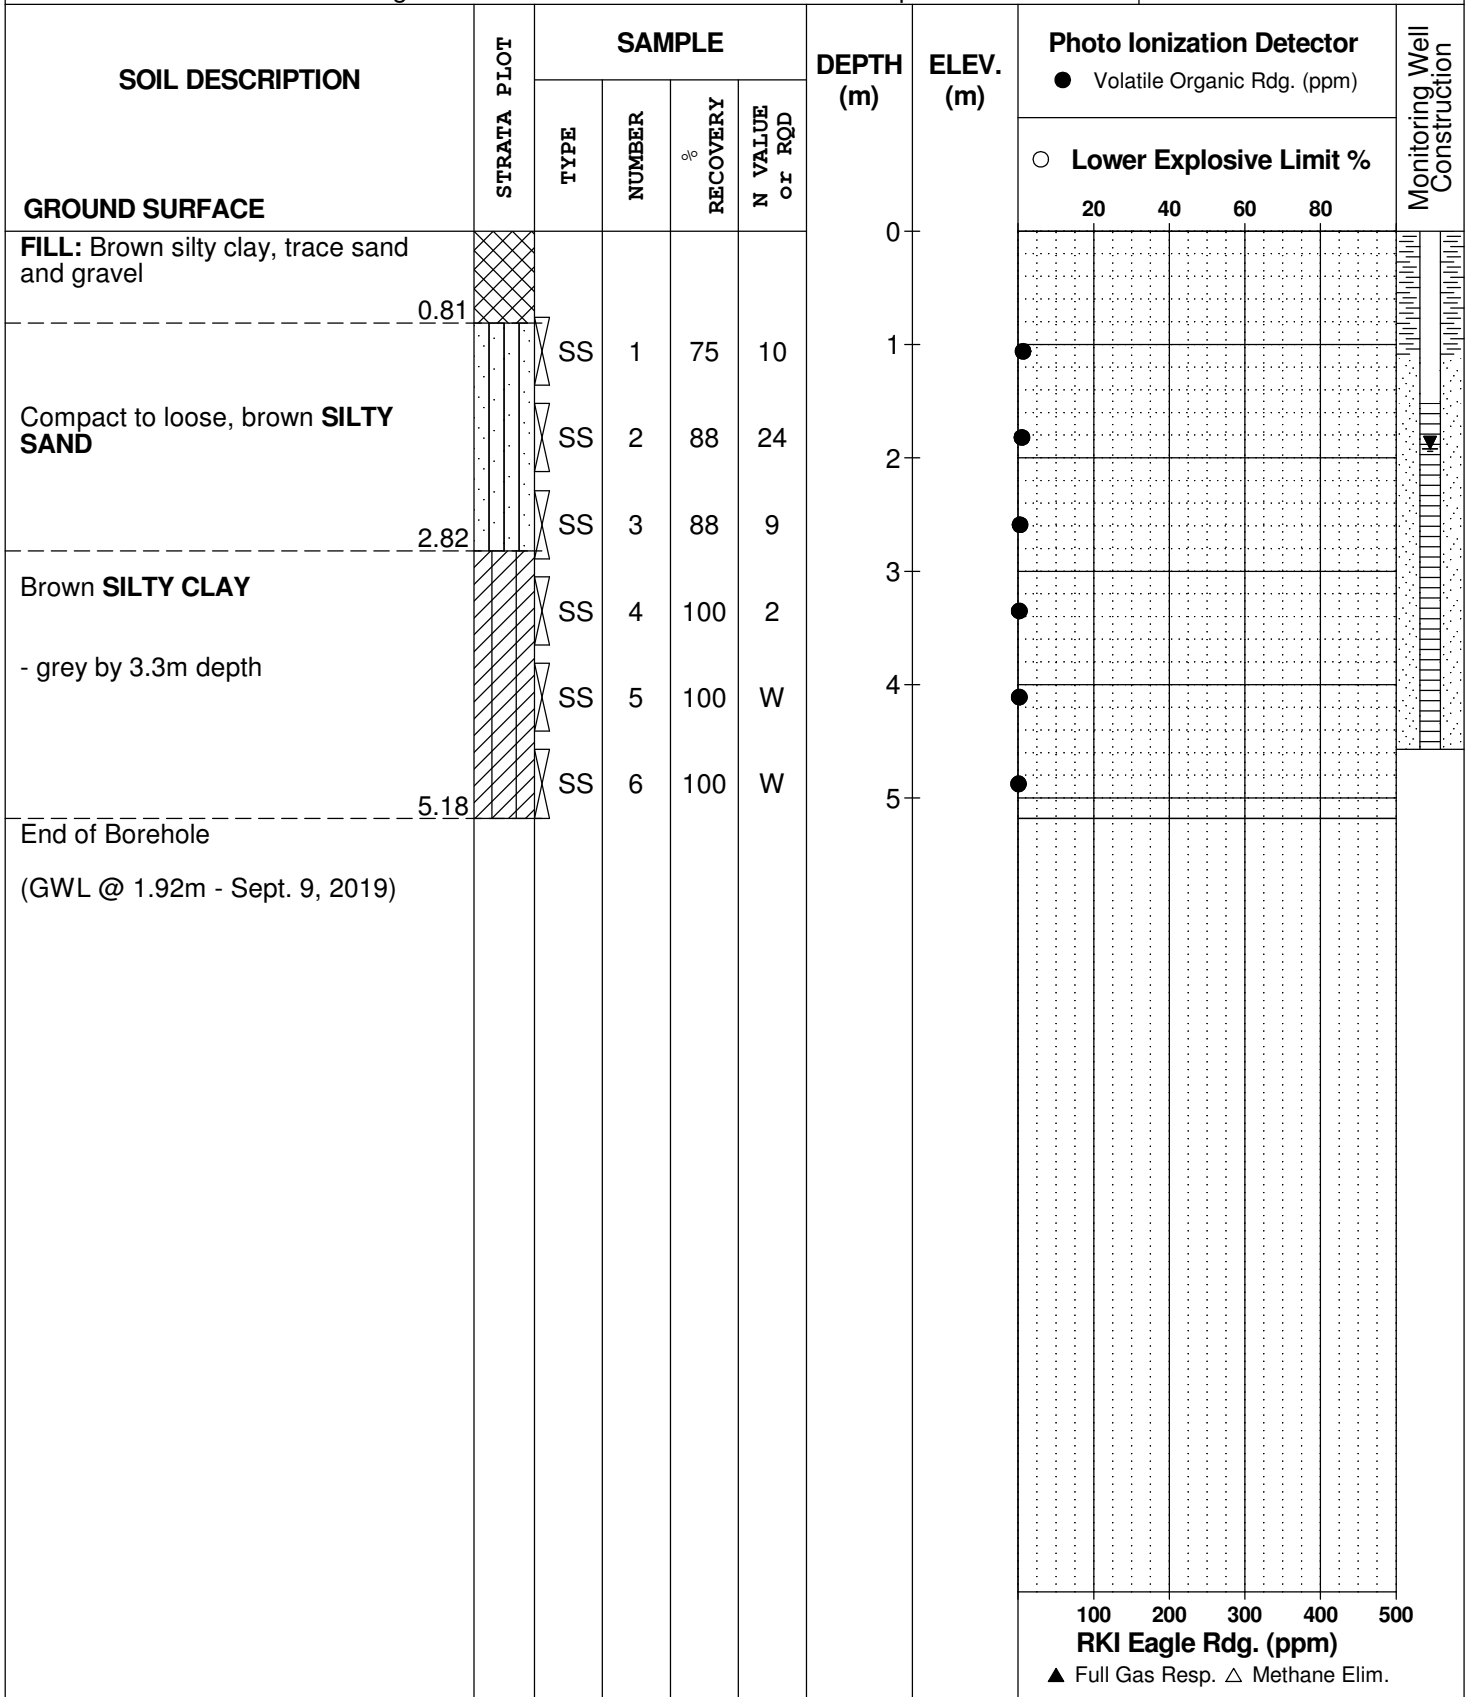 SOIL DESCRIPTION
GROUND SURFACE
STRATA PLOT
SAMPLE
TYPE
NUMBER
%
RECOVERY
N VALUE
or RQD
DEPTH
(m)
ELEV.
(m)
Photo Ionization Detector
● Volatile Organic Rdg. (ppm)
○ Lower Explosive Limit %
20 40 60 80
Monitoring Well
Construction
0
FILL: Brown silty clay, trace sand
and gravel
0.81
SS 1 75 10
1
Compact to loose, brown SILTY
SAND
SS 2 88 24
2
SS 3 88 9
2.82
3
Brown SILTY CLAY
SS 4 100 2
- grey by 3.3m depth
4
SS 5 100 W
SS 6 100 W
5
5.18
End of Borehole
(GWL @ 1.92m - Sept. 9, 2019)
100 200 300 400 500
RKI Eagle Rdg. (ppm)
▲ Full Gas Resp. △ Methane Elim.